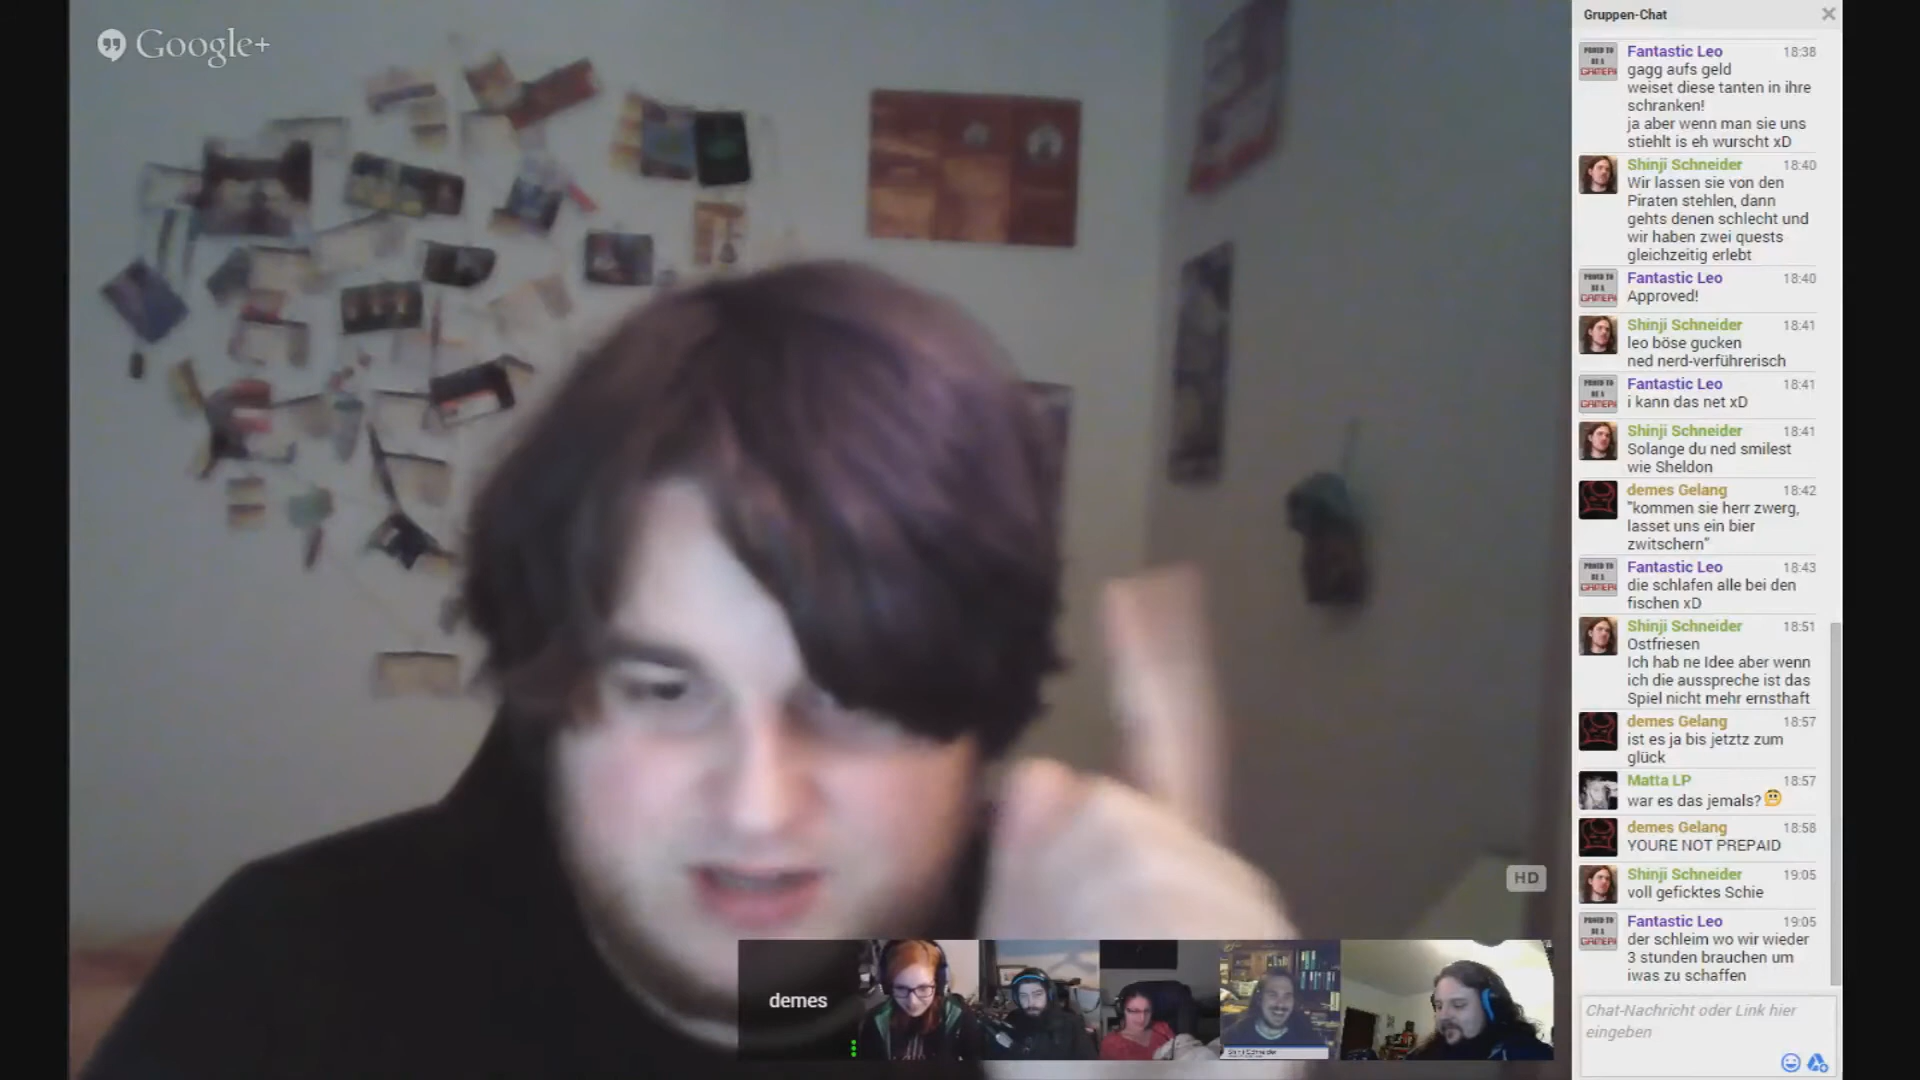 Google+
Gruppen-Chat
Fantastic Leo 18:38
gagg aufs geld
weiset diese tanten in ihre
schranken!
ja aber wenn man sie uns
stiehlt is eh wurscht xD
Shinji Schneider 18:40
Wir lassen sie von den
Piraten stehlen, dann
gehts denen schlecht und
wir haben zwei quests
gleichzeitig erlebt
Fantastic Leo 18:40
Approved!
Shinji Schneider 18:41
leo böse gucken
ned nerd-verführerisch
Fantastic Leo 18:41
i kann das net xD
Shinji Schneider 18:41
Solange du ned smilest
wie Sheldon
demes Gelang 18:42
"kommen sie herr zwerg,
lasset uns ein bier
zwitschern"
Fantastic Leo 18:43
die schlafen alle bei den
fischen xD
Shinji Schneider 18:51
Ostfriesen
Ich hab ne Idee aber wenn
ich die ausspreche ist das
Spiel nicht mehr ernsthaft
demes Gelang 18:57
ist es ja bis jetztz zum
glück
Matta LP 18:57
war es das jemals?
demes Gelang 18:58
YOURE NOT PREPAID
Shinji Schneider 19:05
voll geficktes Schie
Fantastic Leo 19:05
der schleim wo wir wieder
3 stunden brauchen um
iwas zu schaffen
Chat-Nachricht oder Link hier
eingeben
HD
demes
Shinji Schneider
PROUD TO
BE A
GAMER